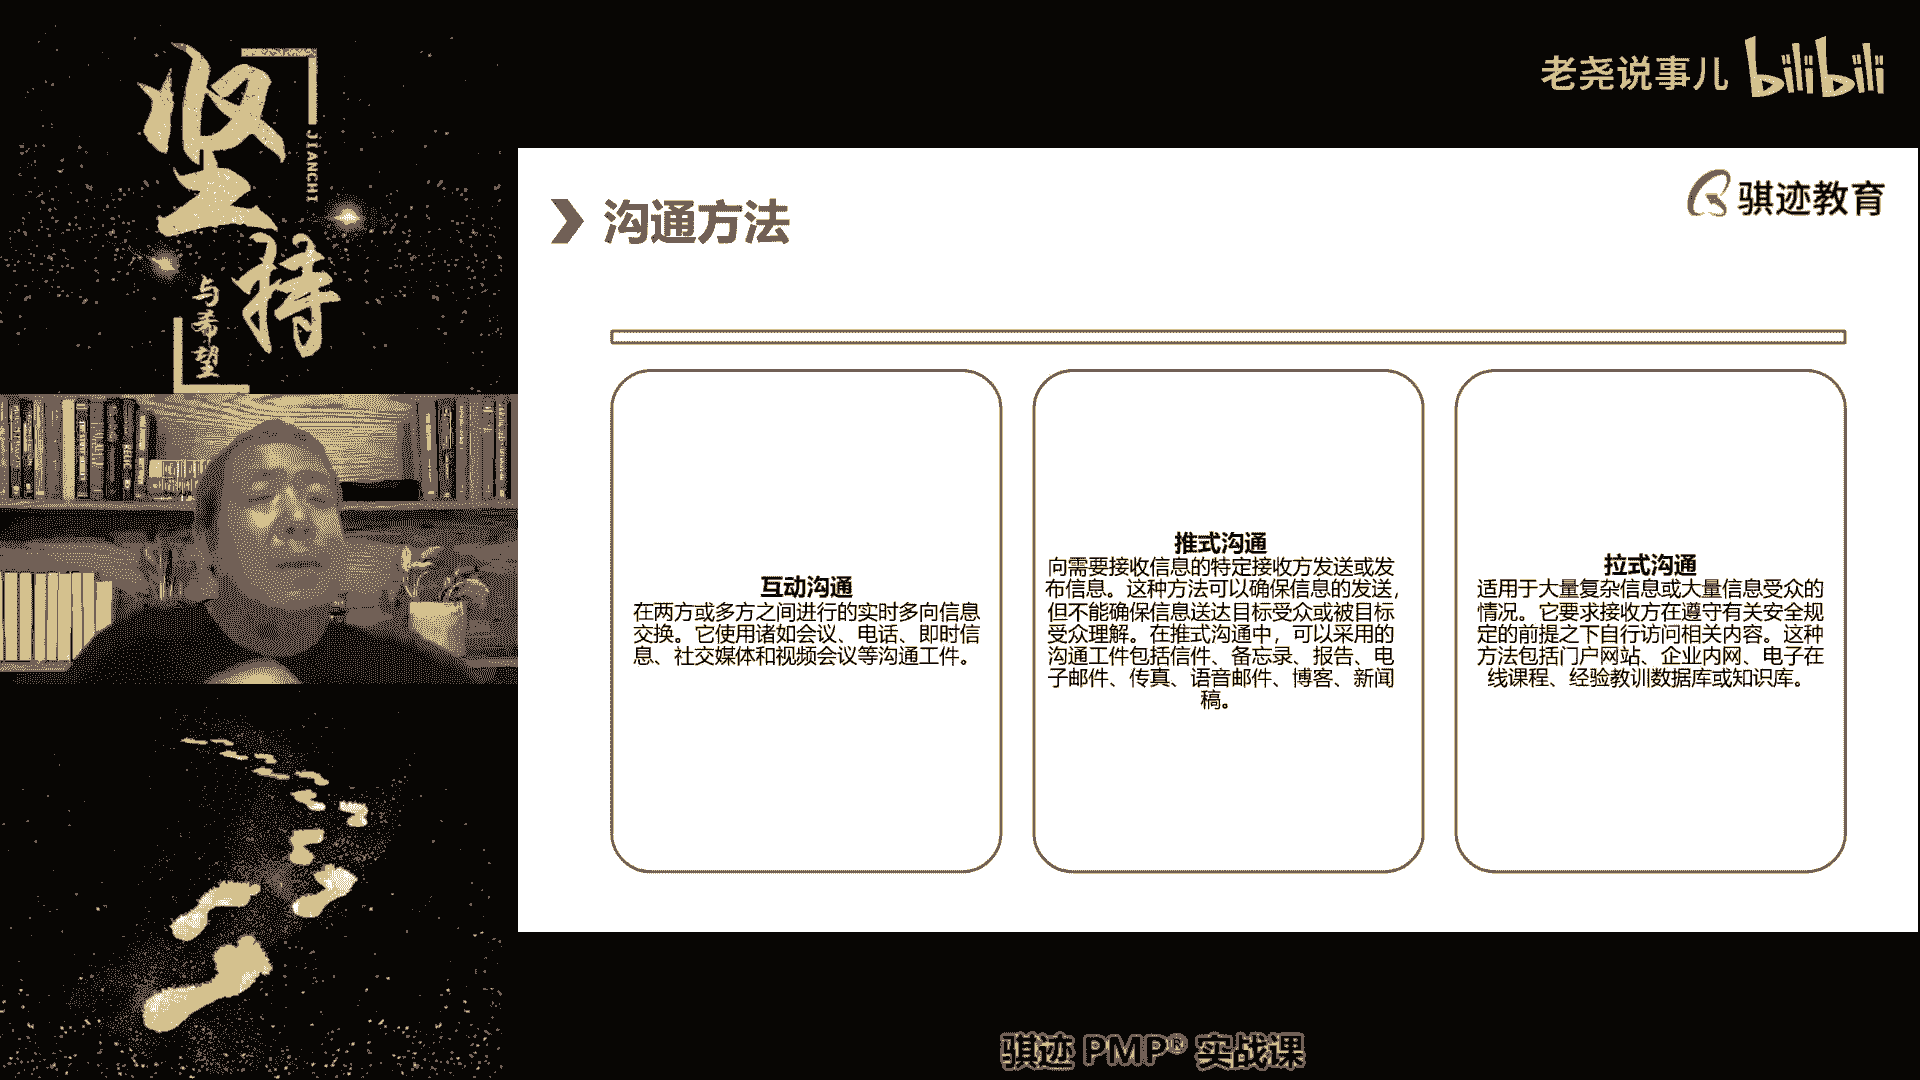 坚持
JIANCHI
与希望
老尧说事儿 bilibili
骐迹教育
沟通方法
互动沟通
在两方或多方之间进行的实时多向信息
交换。它使用诸如会议、电话、即时信
息、社交媒体和视频会议等沟通工件。
推式沟通
向需要接收信息的特定接收方发送或发
布信息。这种方法可以确保信息的发送，
但不能确保信息送达目标受众或被目标
受众理解。在推式沟通中，可以采用的
沟通工件包括信件、备忘录、报告、电
子邮件、传真、语音邮件、博客、新闻
稿。
拉式沟通
适用于大量复杂信息或大量信息受众的
情况。它要求接收方在遵守有关安全规
定的前提之下自行访问相关内容。这种
方法包括门户网站、企业内网、电子在
线课程、经验教训数据库或知识库。
骐迹 PMP® 实战课